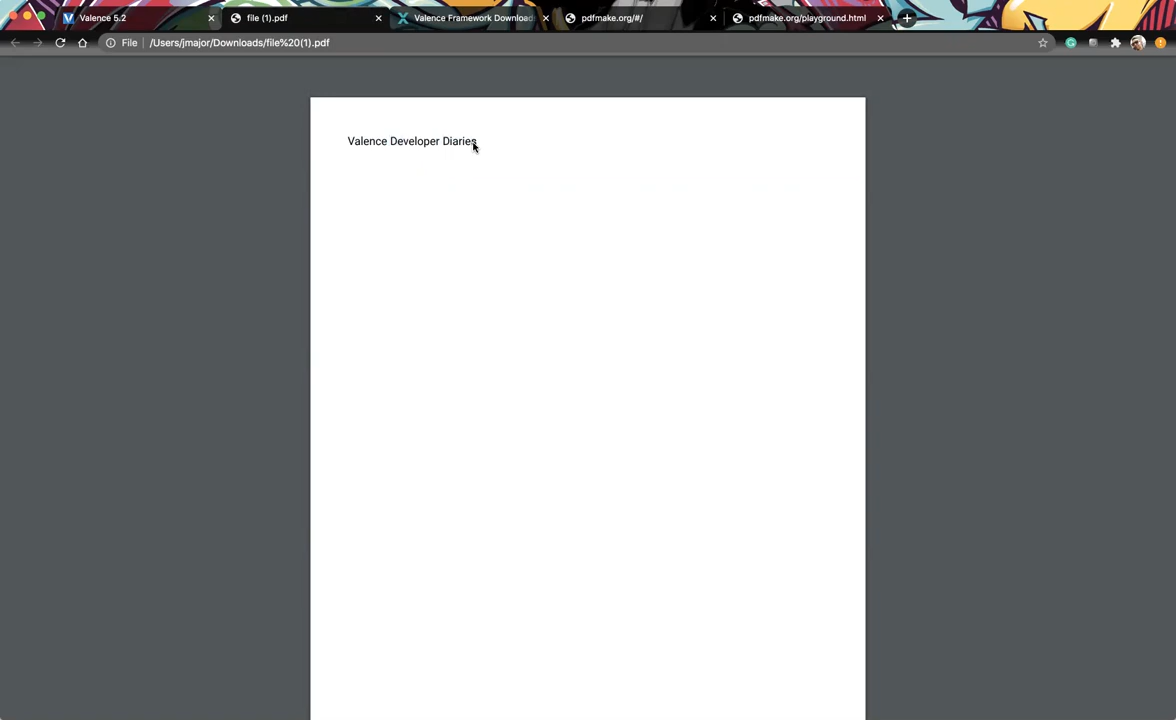 Valence 5.2
file (1).pdf
Valence Framework Download
pdfmake.org/#/
pdfmake.org/playground.html
File
/Users/jmajor/Downloads/file%20(1).pdf
Valence Developer Diaries